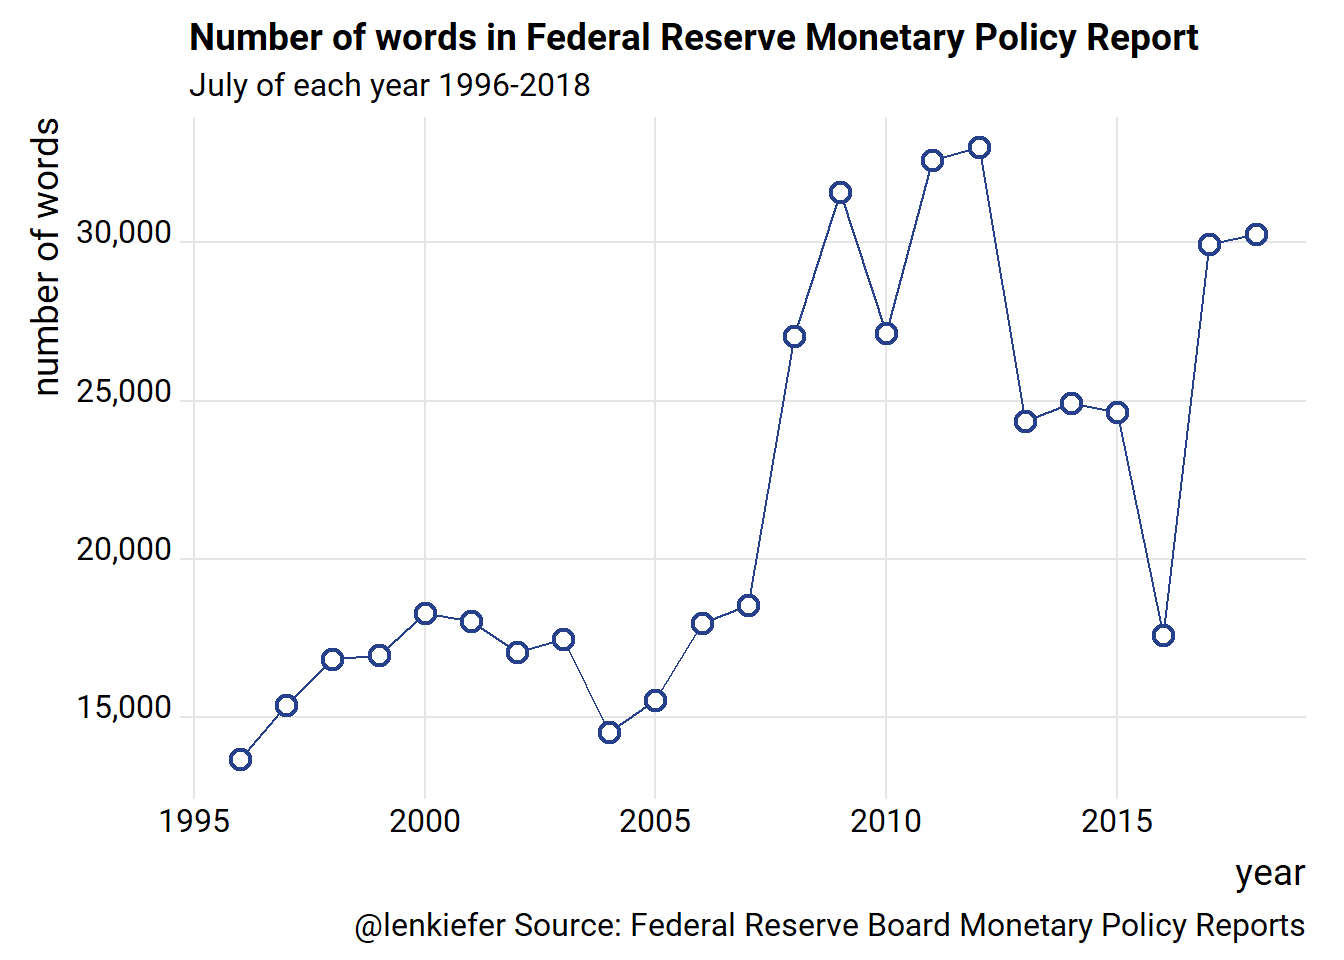 Number of words in Federal Reserve Monetary Policy Report
July of each year 1996-2018
number of words
30,000
25,000
20,000
15,000
1995 2000 2005 2010 2015
year
@lenkiefer Source: Federal Reserve Board Monetary Policy Reports